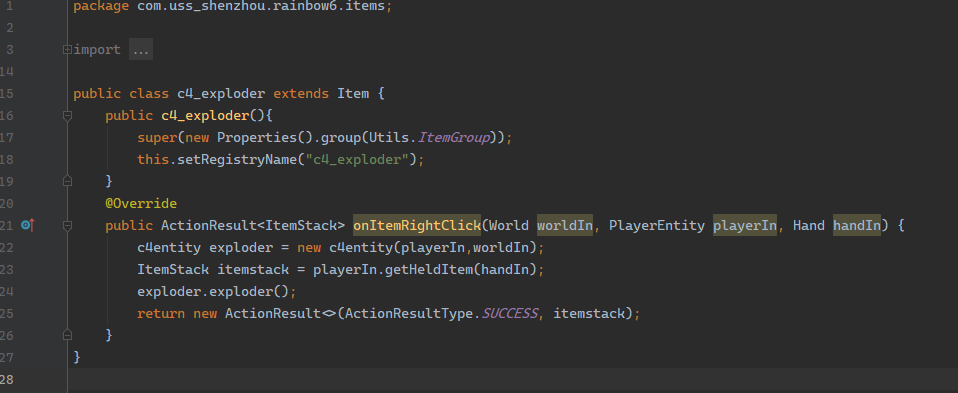 1 package com.uss_shenzhou.rainbow6.items;
2
3 import ...
14
15 public class c4_exploder extends Item {
16     public c4_exploder(){
17         super(new Properties().group(Utils.ItemGroup));
18         this.setRegistryName("c4_exploder");
19     }
20     @Override
21     public ActionResult<ItemStack> onItemRightClick(World worldIn, PlayerEntity playerIn, Hand handIn) {
22         c4entity exploder = new c4entity(playerIn,worldIn);
23         ItemStack itemstack = playerIn.getHeldItem(handIn);
24         exploder.exploder();
25         return new ActionResult<>(ActionResultType.SUCCESS, itemstack);
26     }
27 }
28